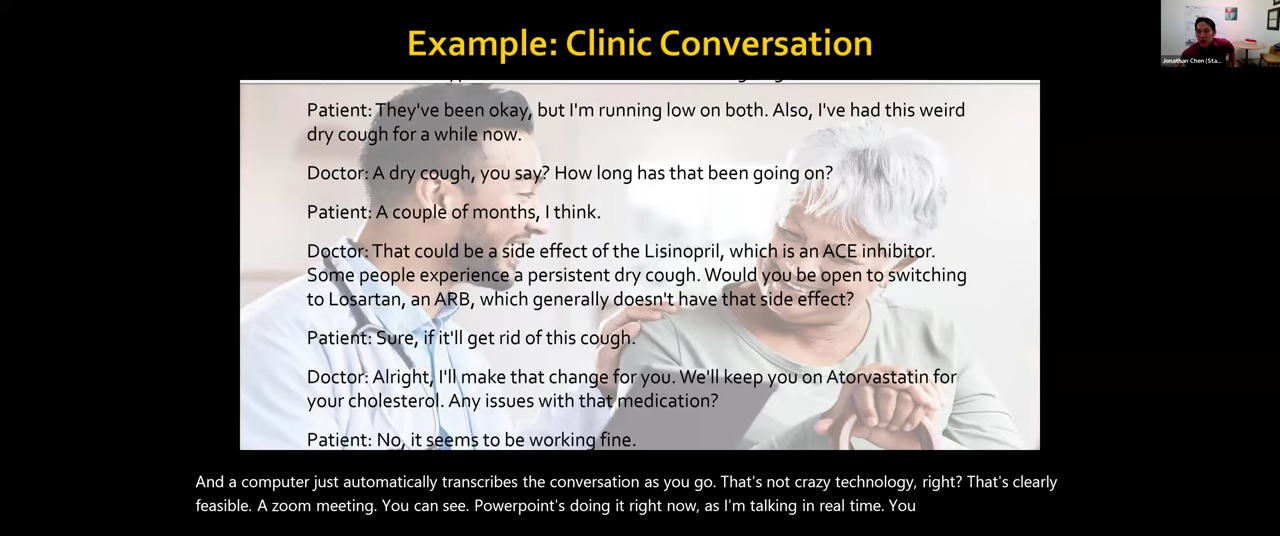 Example: Clinic Conversation
Jonathan Chen (Sta...
Patient: They've been okay, but I'm running low on both. Also, I've had this weird
dry cough for a while now.
Doctor: A dry cough, you say? How long has that been going on?
Patient: A couple of months, I think.
Doctor: That could be a side effect of the Lisinopril, which is an ACE inhibitor.
Some people experience a persistent dry cough. Would you be open to switching
to Losartan, an ARB, which generally doesn't have that side effect?
Patient: Sure, if it'll get rid of this cough.
Doctor: Alright, I'll make that change for you. We'll keep you on Atorvastatin for
your cholesterol. Any issues with that medication?
Patient: No, it seems to be working fine.
And a computer just automatically transcribes the conversation as you go. That's not crazy technology, right? That's clearly
feasible. A zoom meeting. You can see. Powerpoint's doing it right now, as I'm talking in real time. You